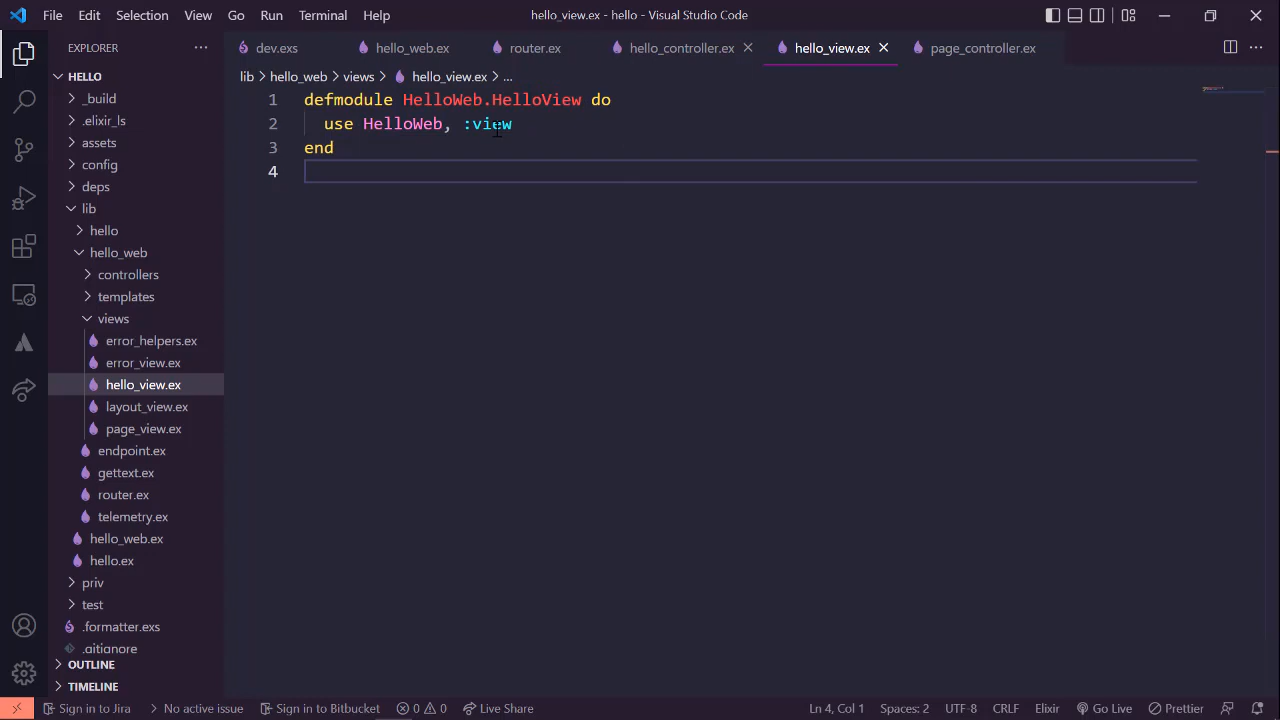 File Edit Selection View Go Run Terminal Help hello_view.ex - hello - Visual Studio Code
EXPLORER
dev.exs hello_web.ex router.ex hello_controller.ex hello_view.ex page_controller.ex
HELLO
lib > hello_web > views > hello_view.ex > ...
_build
.elixir_ls
assets
config
deps
lib
hello
hello_web
controllers
templates
views
error_helpers.ex
error_view.ex
hello_view.ex
layout_view.ex
page_view.ex
endpoint.ex
gettext.ex
router.ex
telemetry.ex
hello_web.ex
hello.ex
priv
test
.formatter.exs
.gitignore
OUTLINE
TIMELINE
1 defmodule HelloWeb.HelloView do
2 use HelloWeb, :view
3 end
4
Sign in to Jira No active issue Sign in to Bitbucket 0 0 Live Share Ln 4, Col 1 Spaces: 2 UTF-8 CRLF Elixir Go Live Prettier